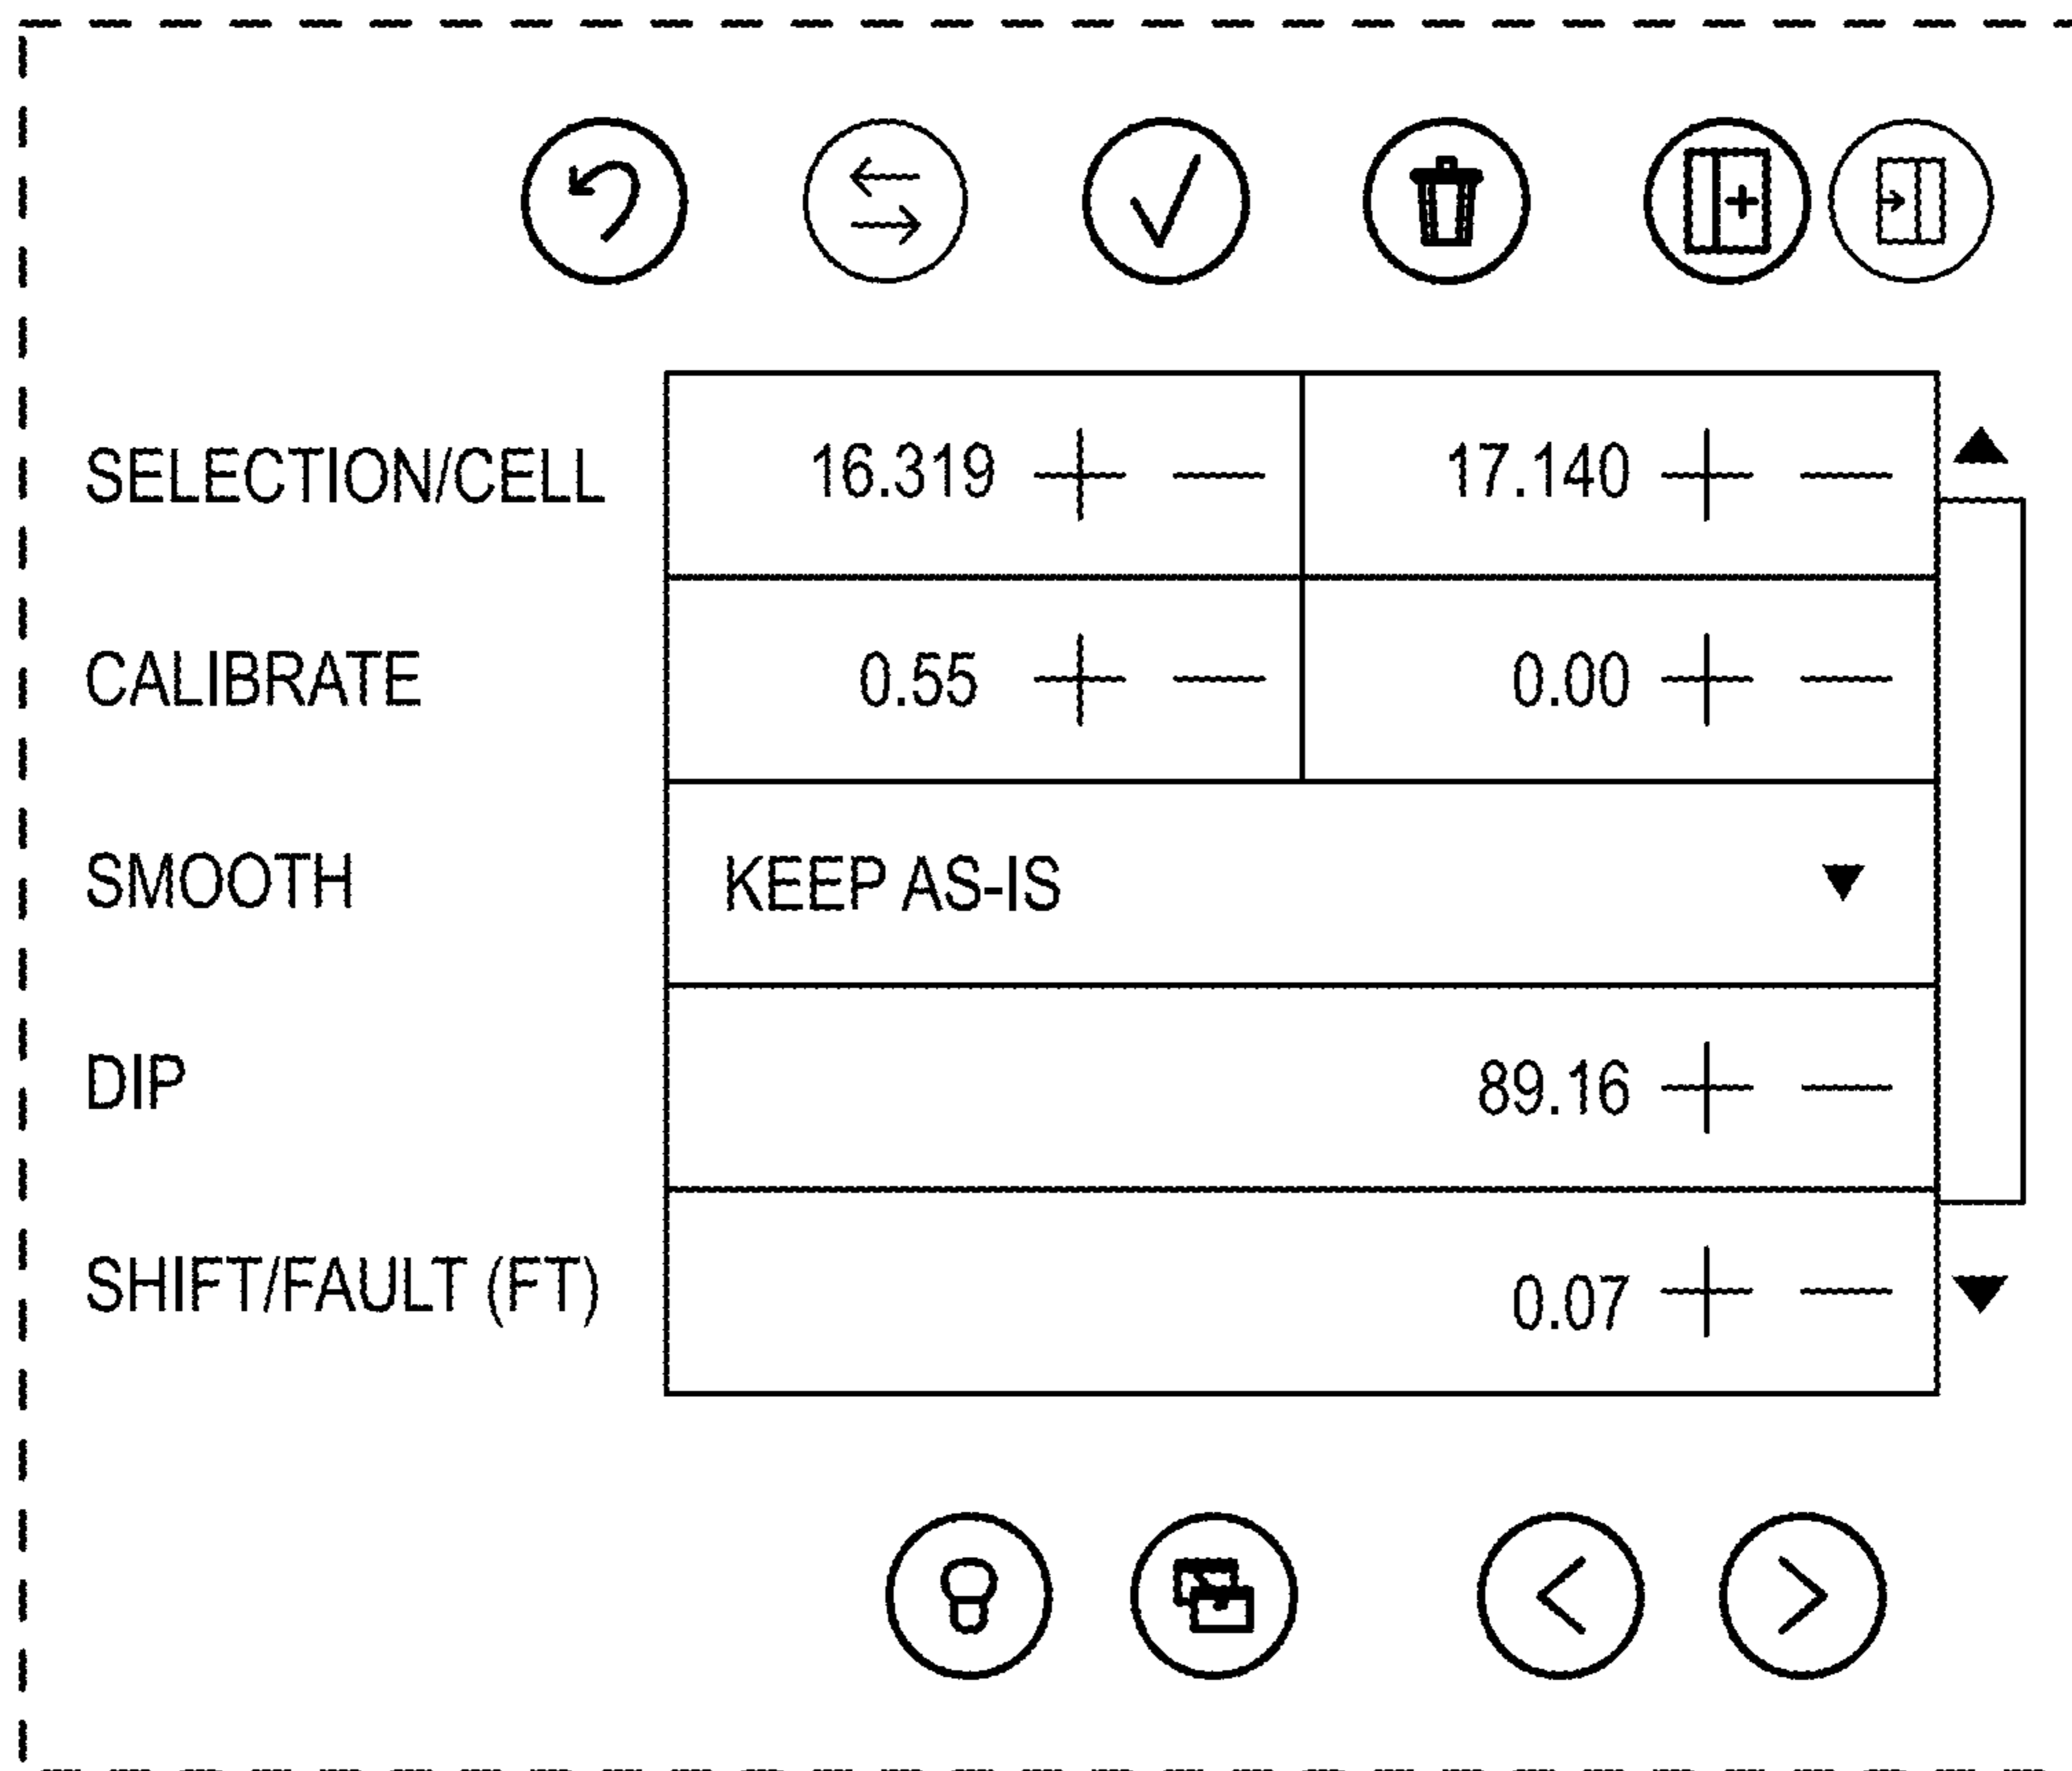 SELECTION/CELL 16.319 + − 17.140 + −
CALIBRATE 0.55 + − 0.00 + −
SMOOTH KEEP AS-IS
DIP 89.16 + −
SHIFT/FAULT (FT) 0.07 + −